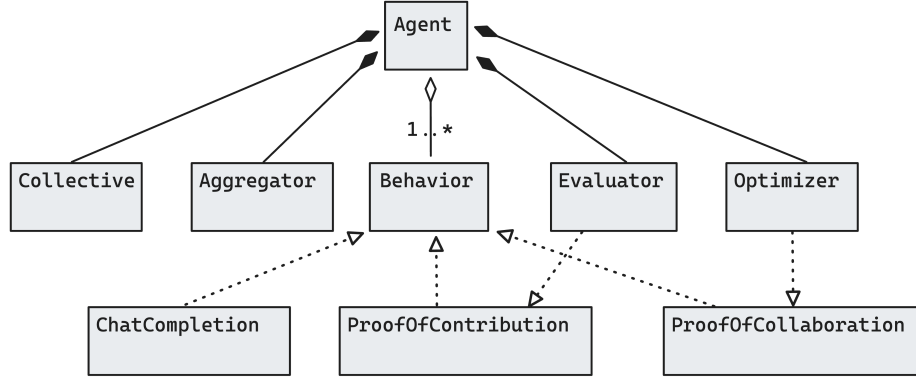 Agent
1..*
Collective
Aggregator
Behavior
Evaluator
Optimizer
ChatCompletion
ProofOfContribution
ProofOfCollaboration